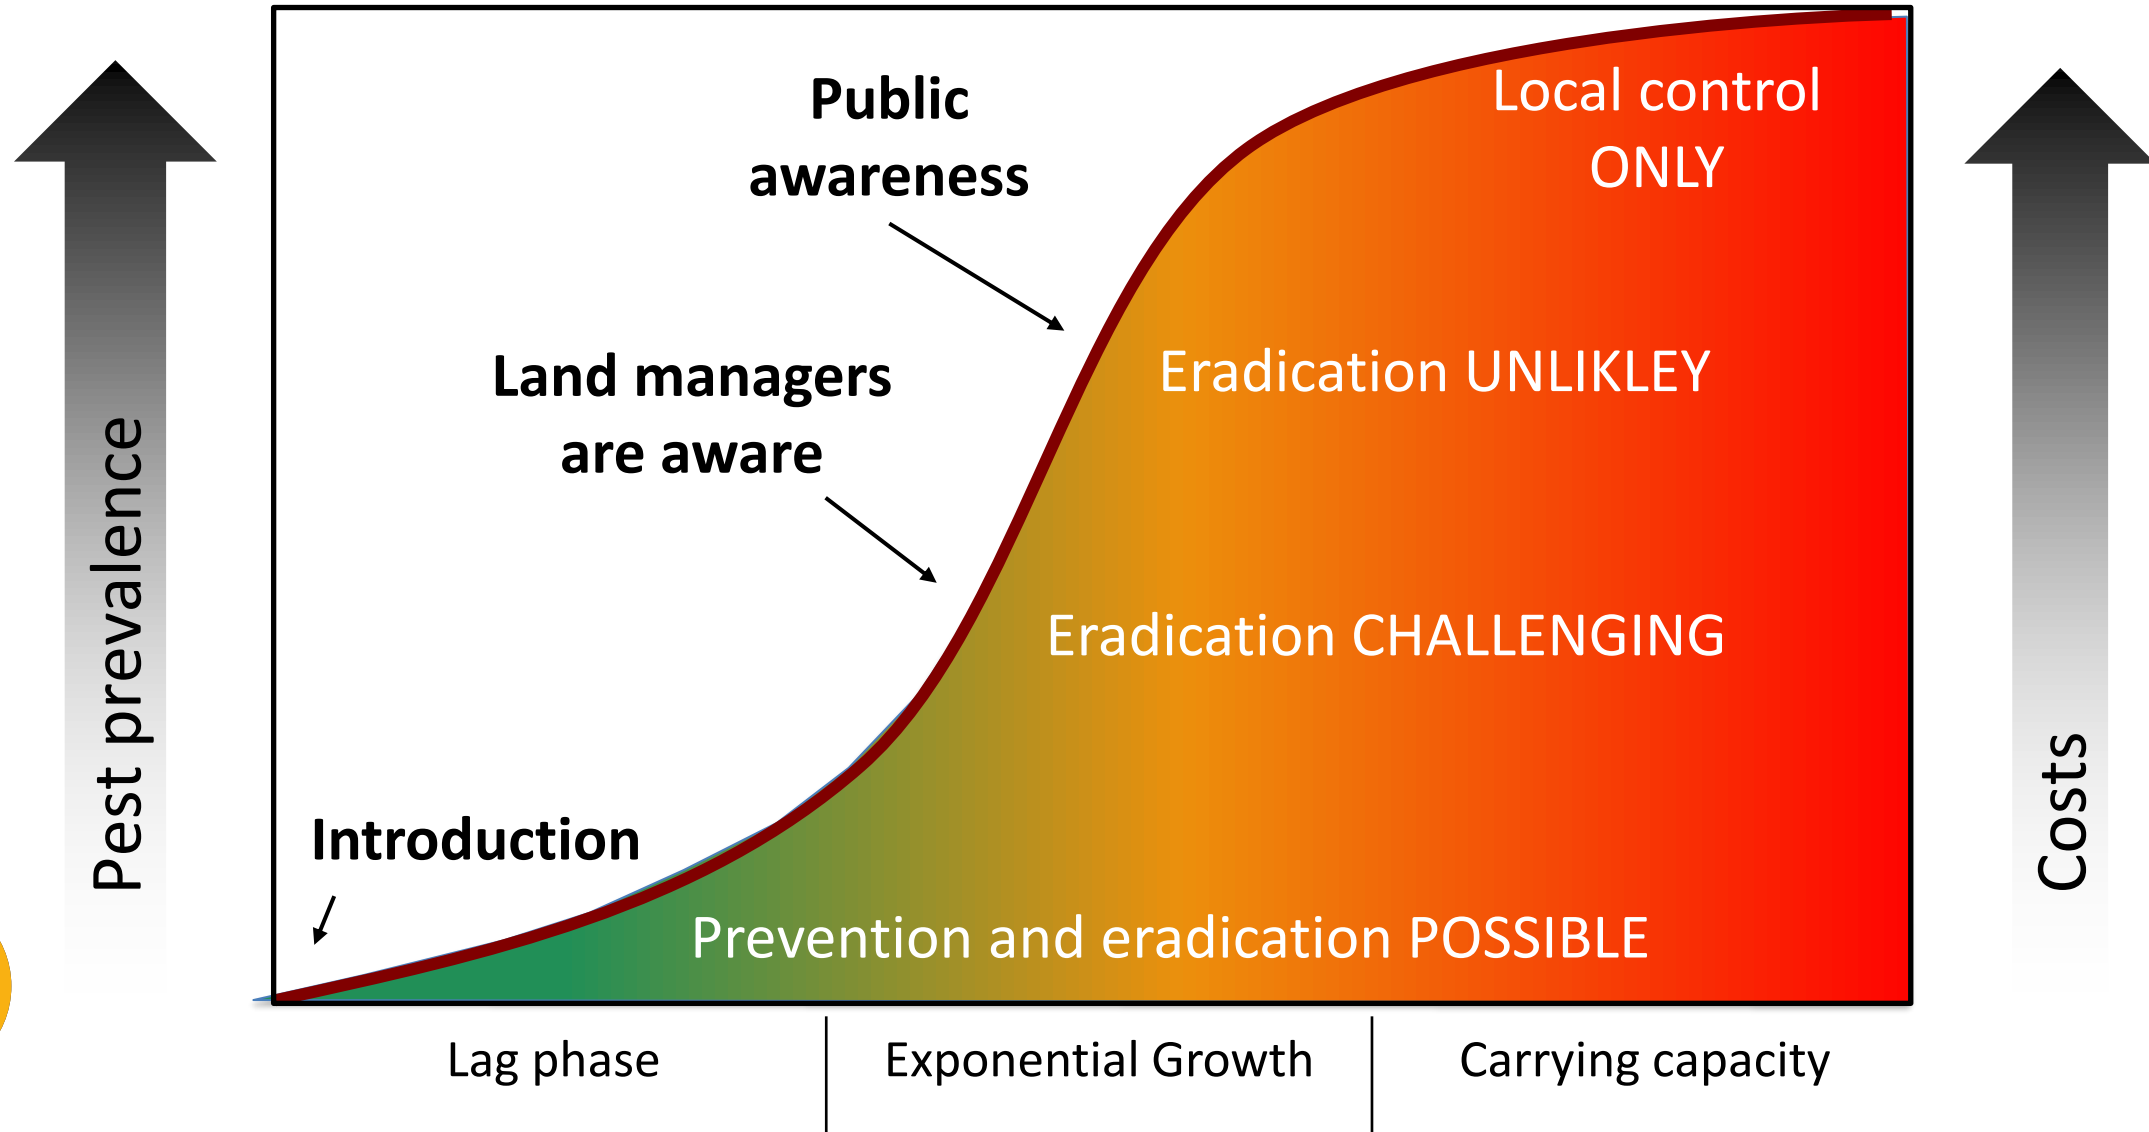 Public
awareness
Local control
ONLY
Land managers
are aware
Eradication UNLIKLEY
Eradication CHALLENGING
Introduction
Prevention and eradication POSSIBLE
Pest prevalence
Costs
Lag phase
Exponential Growth
Carrying capacity